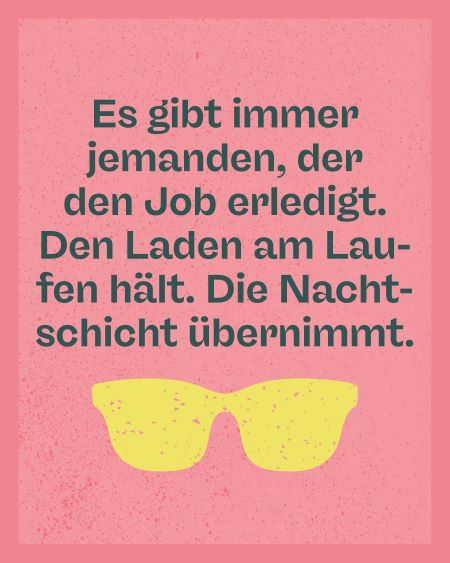 Es gibt immer
jemanden, der
den Job erledigt.
Den Laden am Lau-
fen hält. Die Nacht-
schicht übernimmt.